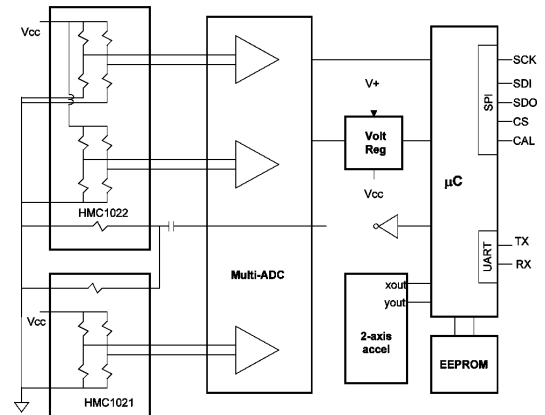 Vcc
HMC1022
Vcc
HMC1021
Multi-ADC
V+
Volt
Reg
Vcc
xout
yout
2-axis
accel
μC
SPI
SCK
SDI
SDO
CS
CAL
UART
TX
RX
EEPROM